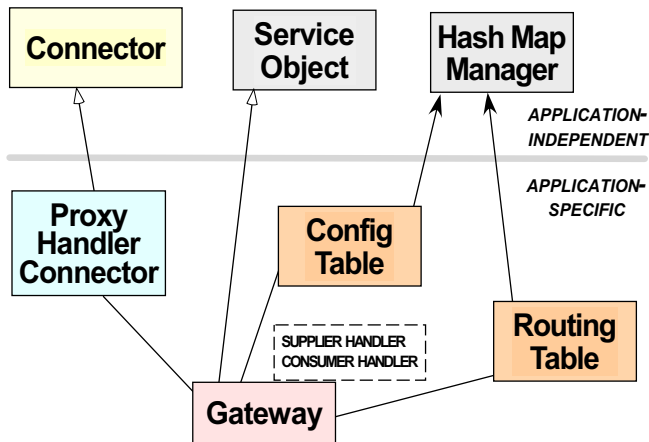 Connector
Service
Object
Hash Map
Manager
APPLICATION-
INDEPENDENT
APPLICATION-
SPECIFIC
Proxy
Handler
Connector
Config
Table
SUPPLIER HANDLER
CONSUMER HANDLER
Routing
Table
Gateway